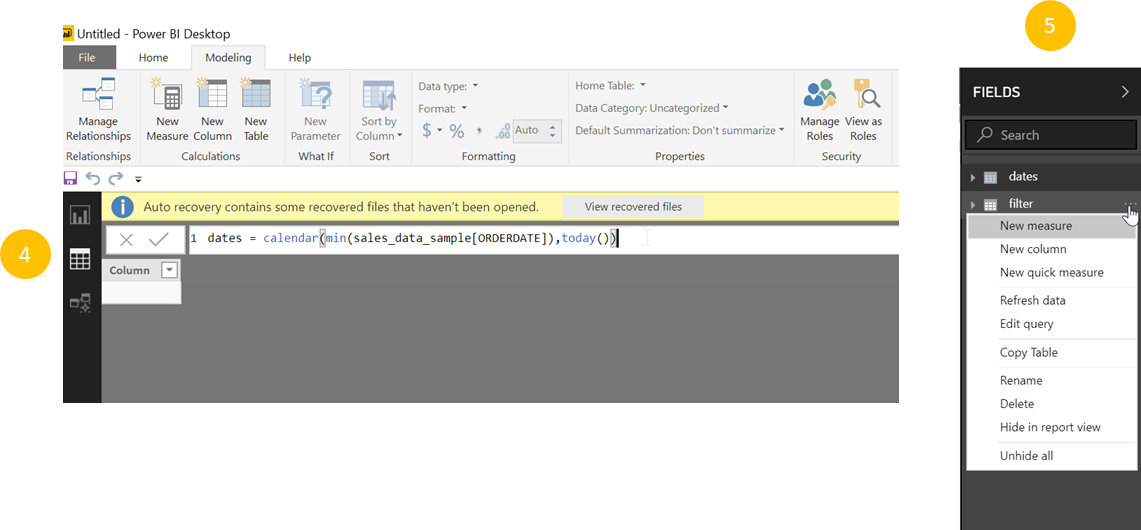 5
Untitled - Power BI Desktop
File Home Modeling Help
FIELDS
Manage Relationships
New Measure
New Column
New Table
New Parameter
Sort by Column
Data type:
Format:
$ % , .00 Auto
Home Table:
Data Category: Uncategorized
Default Summarization: Don't summarize
Manage Roles
View as Roles
Relationships Calculations What If Sort Formatting Properties Security
Search
dates
Auto recovery contains some recovered files that haven't been opened. View recovered files
filter
4
1 dates = calendar(min(sales_data_sample[ORDERDATE]),today())
Column
New measure
New column
New quick measure
Refresh data
Edit query
Copy Table
Rename
Delete
Hide in report view
Unhide all